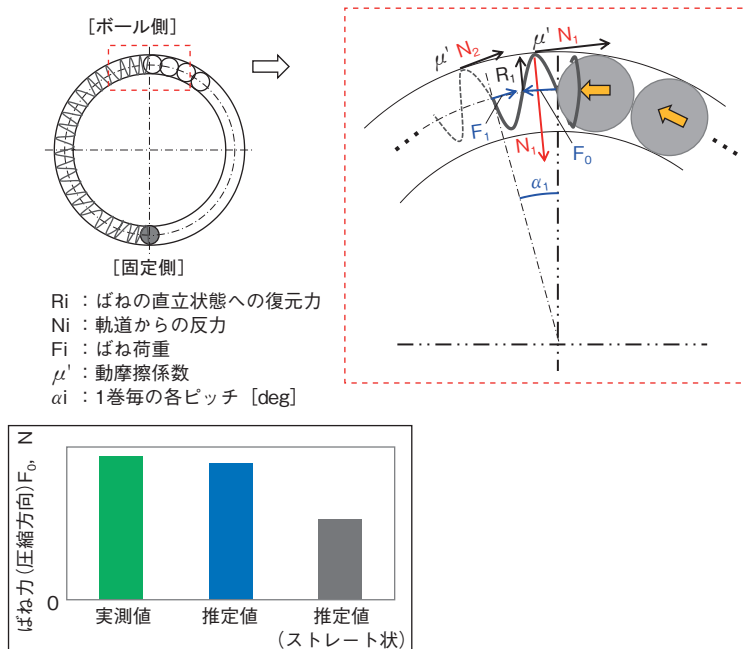 [ボール側]
[固定側]
μ' N₂
μ' N₁
R₁
F₁
N₁
F₀
α₁
Ri ：ばねの直立状態への復元力
Ni ：軌道からの反力
Fi ：ばね荷重
μ' ：動摩擦係数
αi ：1巻毎の各ピッチ [deg]
ばね力(圧縮方向)F₀, N
0
実測値
推定値
推定値
(ストレート状)